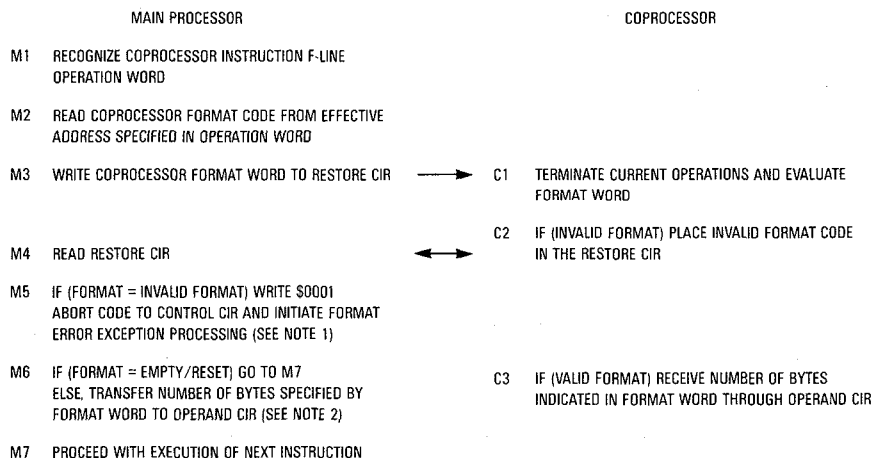 MAIN PROCESSOR
COPROCESSOR
M1 RECOGNIZE COPROCESSOR INSTRUCTION F-LINE
OPERATION WORD
M2 READ COPROCESSOR FORMAT CODE FROM EFFECTIVE
ADDRESS SPECIFIED IN OPERATION WORD
M3 WRITE COPROCESSOR FORMAT WORD TO RESTORE CIR
C1 TERMINATE CURRENT OPERATIONS AND EVALUATE
FORMAT WORD
C2 IF (INVALID FORMAT) PLACE INVALID FORMAT CODE
IN THE RESTORE CIR
M4 READ RESTORE CIR
M5 IF (FORMAT = INVALID FORMAT) WRITE $0001
ABORT CODE TO CONTROL CIR AND INITIATE FORMAT
ERROR EXCEPTION PROCESSING (SEE NOTE 1)
M6 IF (FORMAT = EMPTY/RESET) GO TO M7
ELSE, TRANSFER NUMBER OF BYTES SPECIFIED BY
FORMAT WORD TO OPERAND CIR (SEE NOTE 2)
C3 IF (VALID FORMAT) RECEIVE NUMBER OF BYTES
INDICATED IN FORMAT WORD THROUGH OPERAND CIR
M7 PROCEED WITH EXECUTION OF NEXT INSTRUCTION